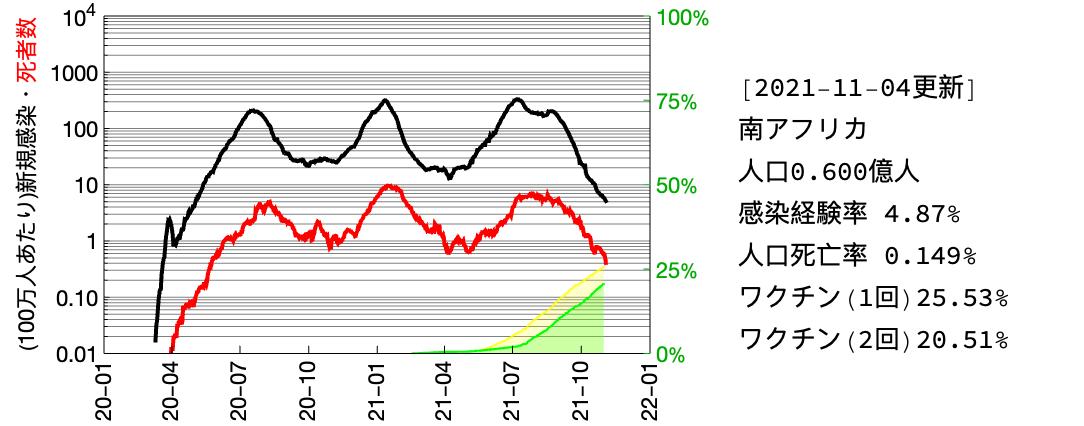 (100万人あたり)新規感染・死者数
10⁴
1000
100
10
1
0.10
0.01
100%
75%
50%
25%
0%
20-01
20-04
20-07
20-10
21-01
21-04
21-07
21-10
22-01
[2021-11-04更新]
南アフリカ
人口0.600億人
感染経験率 4.87%
人口死亡率 0.149%
ワクチン(1回)25.53%
ワクチン(2回)20.51%